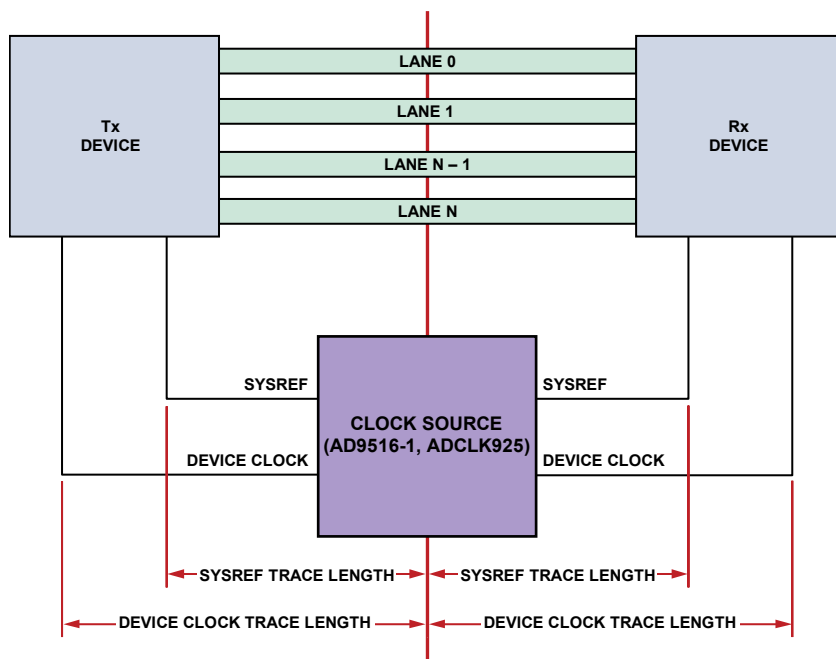 LANE 0
LANE 1
Tx
DEVICE
Rx
DEVICE
LANE N – 1
LANE N
SYSREF
SYSREF
CLOCK SOURCE
(AD9516-1, ADCLK925)
DEVICE CLOCK
DEVICE CLOCK
SYSREF TRACE LENGTH
SYSREF TRACE LENGTH
DEVICE CLOCK TRACE LENGTH
DEVICE CLOCK TRACE LENGTH